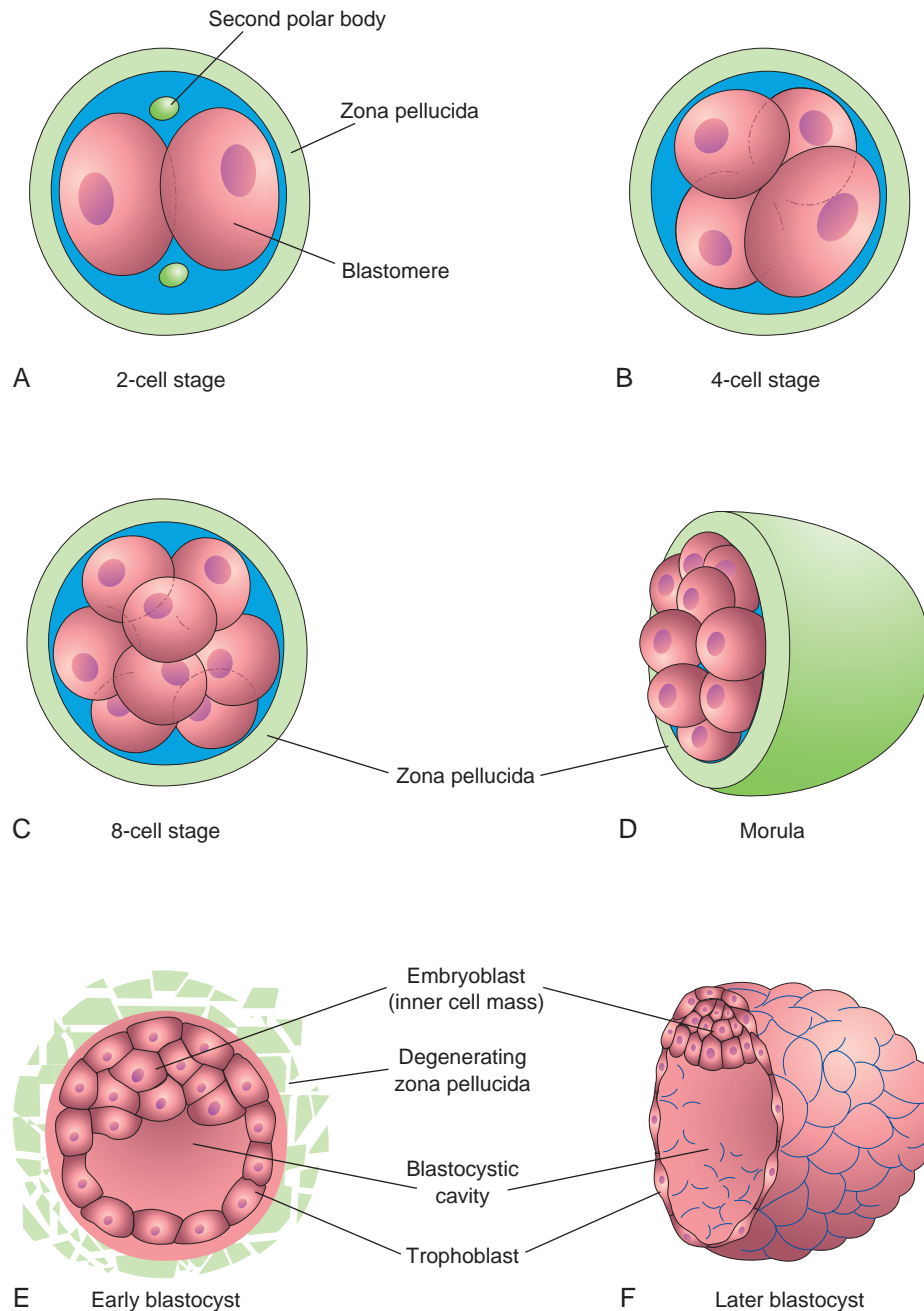 Second polar body
Zona pellucida
Blastomere
A 2-cell stage
B 4-cell stage
Zona pellucida
C 8-cell stage
D Morula
Embryoblast
(inner cell mass)
Degenerating
zona pellucida
Blastocystic
cavity
Trophoblast
E Early blastocyst
F Later blastocyst